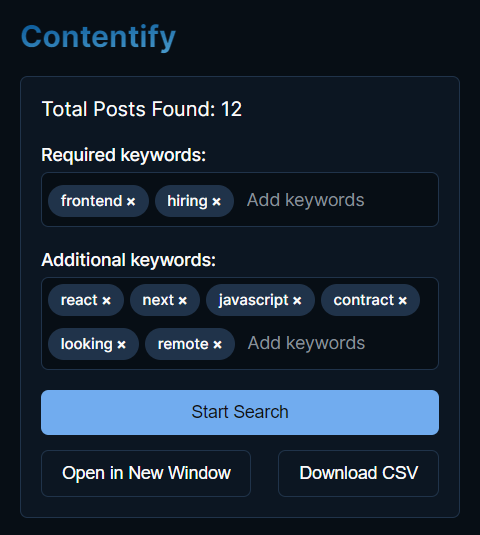 Contentify
Total Posts Found: 12
Required keywords:
frontend × hiring × Add keywords
Additional keywords:
react × next × javascript × contract ×
looking × remote × Add keywords
Start Search
Open in New Window Download CSV